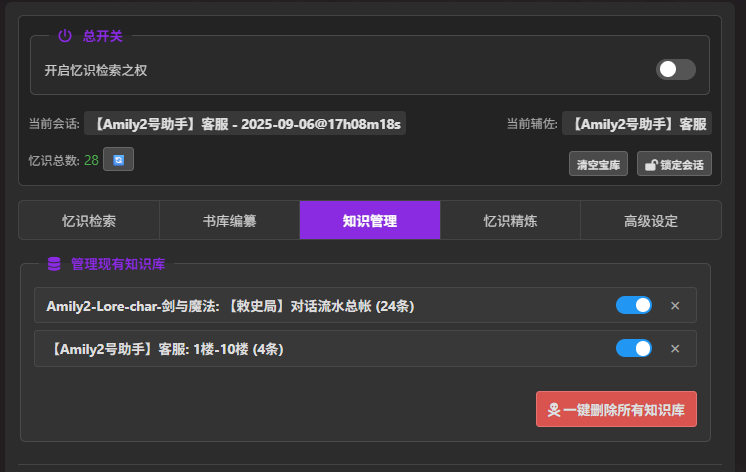 总开关
开启忆识检索之权
当前会话: 【Amily2号助手】客服 - 2025-09-06@17h08m18s 当前辅佐: 【Amily2号助手】客服
忆识总数: 28 清空宝库 锁定会话
忆识检索 书库编纂 知识管理 忆识精炼 高级设定
管理现有知识库
Amily2-Lore-char-剑与魔法: 【敕史局】对话流水总帐 (24条) ×
【Amily2号助手】客服: 1楼-10楼 (4条) ×
一键删除所有知识库